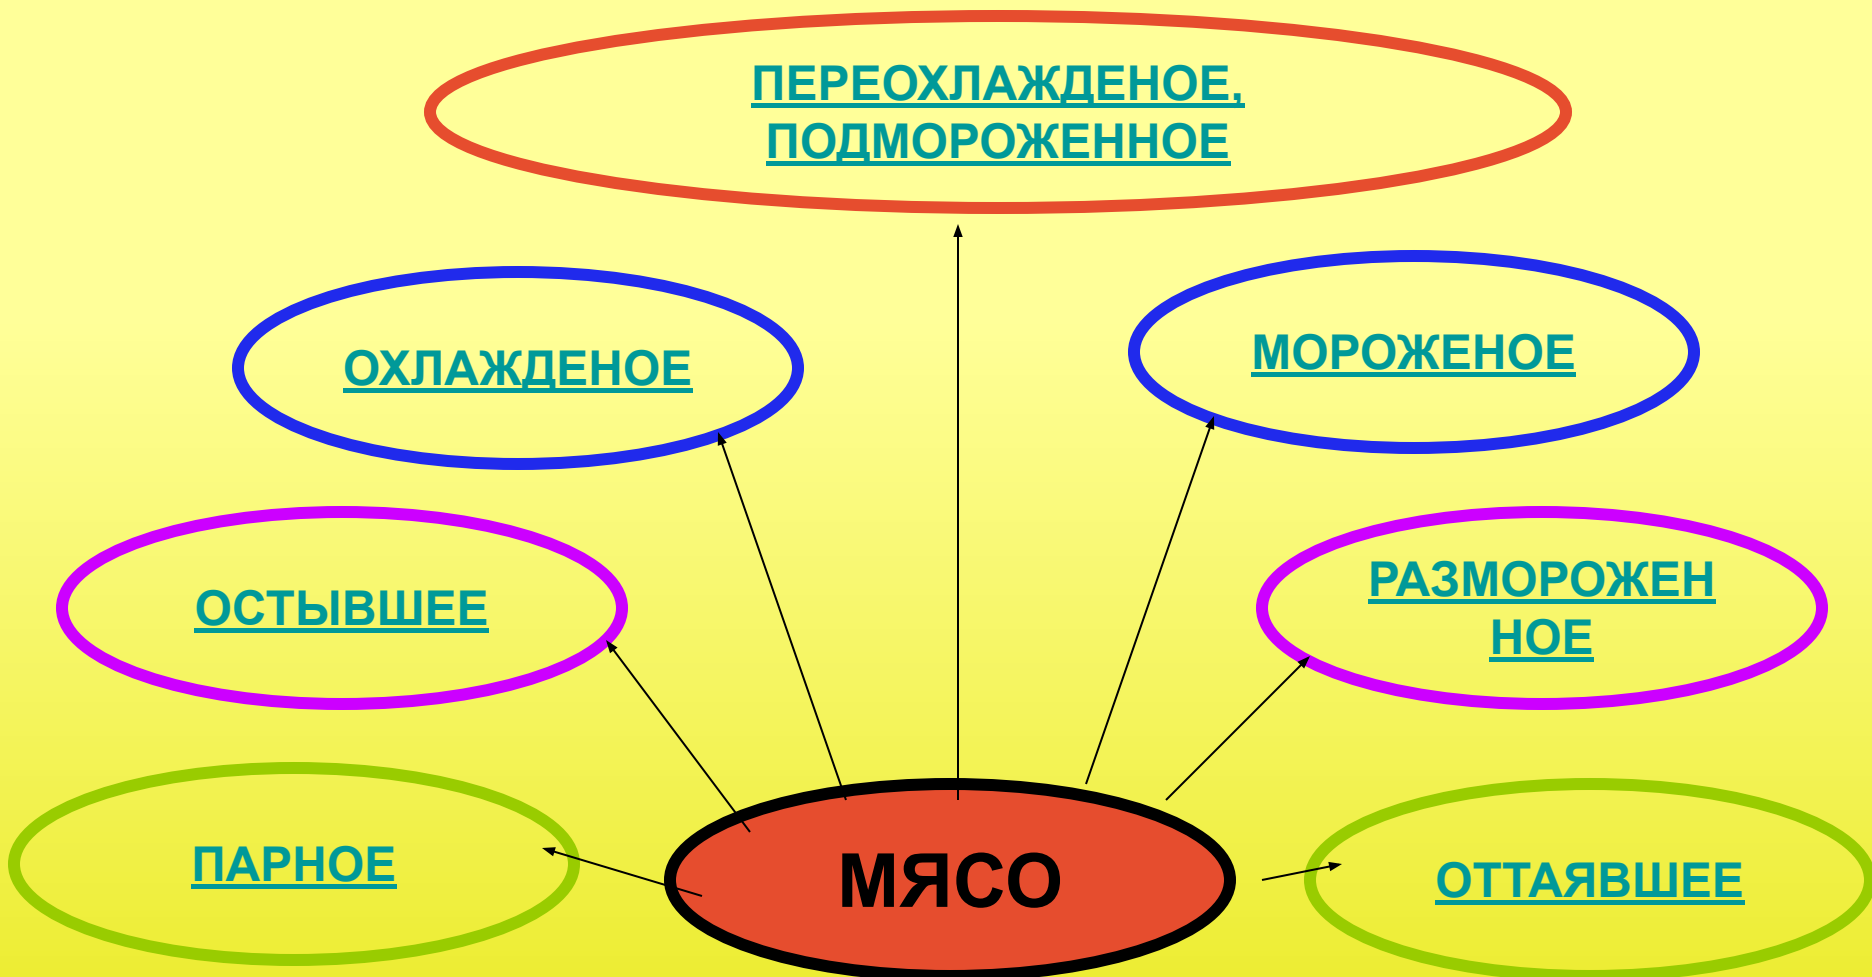 ПЕРЕОХЛАЖДЕНОЕ,
ПОДМОРОЖЕННОЕ
ОХЛАЖДЕНОЕ
МОРОЖЕНОЕ
ОСТЫВШЕЕ
РАЗМОРОЖЕН
НОЕ
ПАРНОЕ
МЯСО
ОТТАЯВШЕЕ